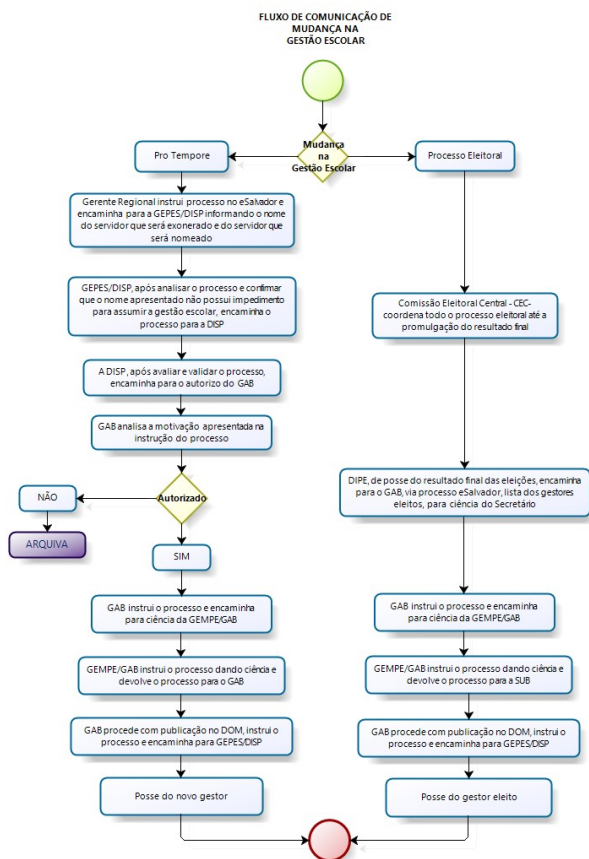 FLUXO DE COMUNICAÇÃO DE
MUDANÇA NA
GESTÃO ESCOLAR
Mudança
na
Gestão Escolar
Pro Tempore
Processo Eleitoral
Gerente Regional instrui processo no eSalvador e
encaminha para a GEPES/DISP informando o nome
do servidor que será exonerado e do servidor que
será nomeado
GEPES/DISP, após analisar o processo e confirmar
que o nome apresentado não possui impedimento
para assumir a gestão escolar, encaminha o
processo para a DISP
A DISP, após avaliar e validar o processo,
encaminha para o autorizo do GAB
GAB analisa a motivação apresentada na
instrução do processo
Autorizado
NÃO
ARQUIVA
SIM
GAB instrui o processo e encaminha
para ciência da GEMPE/GAB
GEMPE/GAB instrui o processo dando ciência e
devolve o processo para o GAB
GAB procede com publicação no DOM, instrui o
processo e encaminha para GEPES/DISP
Posse do novo gestor
Comissão Eleitoral Central - CEC-
coordena todo o processo eleitoral até a
promulgação do resultado final
DIPE, de posse do resultado final das eleições, encaminha
para o GAB, via processo eSalvador, lista dos gestores
eleitos, para ciência do Secretário
GAB instrui o processo e encaminha
para ciência da GEMPE/GAB
GEMPE/GAB instrui o processo dando ciência e
devolve o processo para a SUB
GAB procede com publicação no DOM, instrui o
processo e encaminha para GEPES/DISP
Posse do gestor eleito